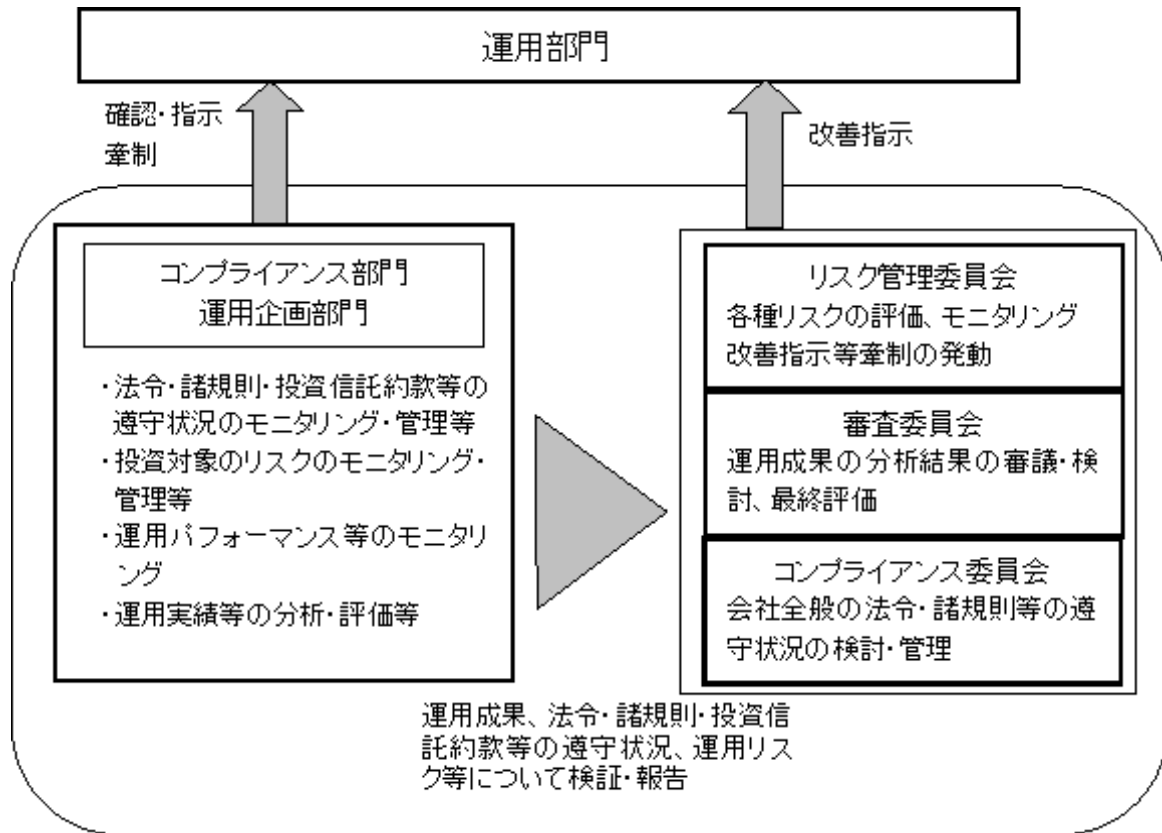 運用部門
確認・指示
牽制
改善指示
コンプライアンス部門
運用企画部門
・法令・諸規則・投資信託約款等の
遵守状況のモニタリング・管理等
・投資対象のリスクのモニタリング・
管理等
・運用パフォーマンス等のモニタリ
ング
・運用実績等の分析・評価等
リスク管理委員会
各種リスクの評価、モニタリング
改善指示等牽制の発動
審査委員会
運用成果の分析結果の審議・検
討、最終評価
コンプライアンス委員会
会社全般の法令・諸規則等の遵
守状況の検討・管理
運用成果、法令・諸規則・投資信
託約款等の遵守状況、運用リス
ク等について検証・報告